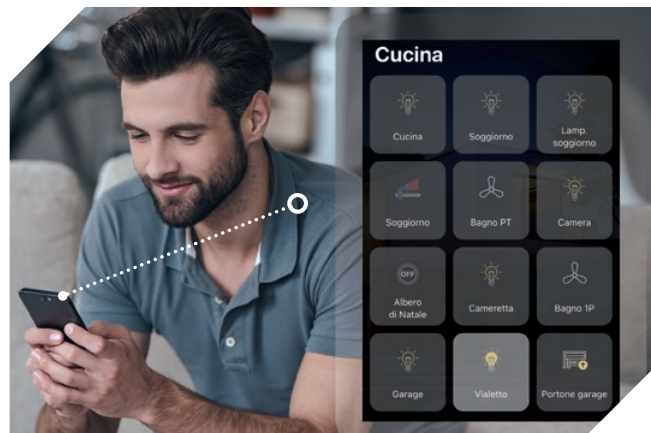 Cucina
Cucina
Soggiorno
Lamp.
soggiorno
Soggiorno
Bagno PT
Camera
OFF
Albero
di Natale
Cameretta
Bagno 1P
Garage
Vialetto
Portone garage